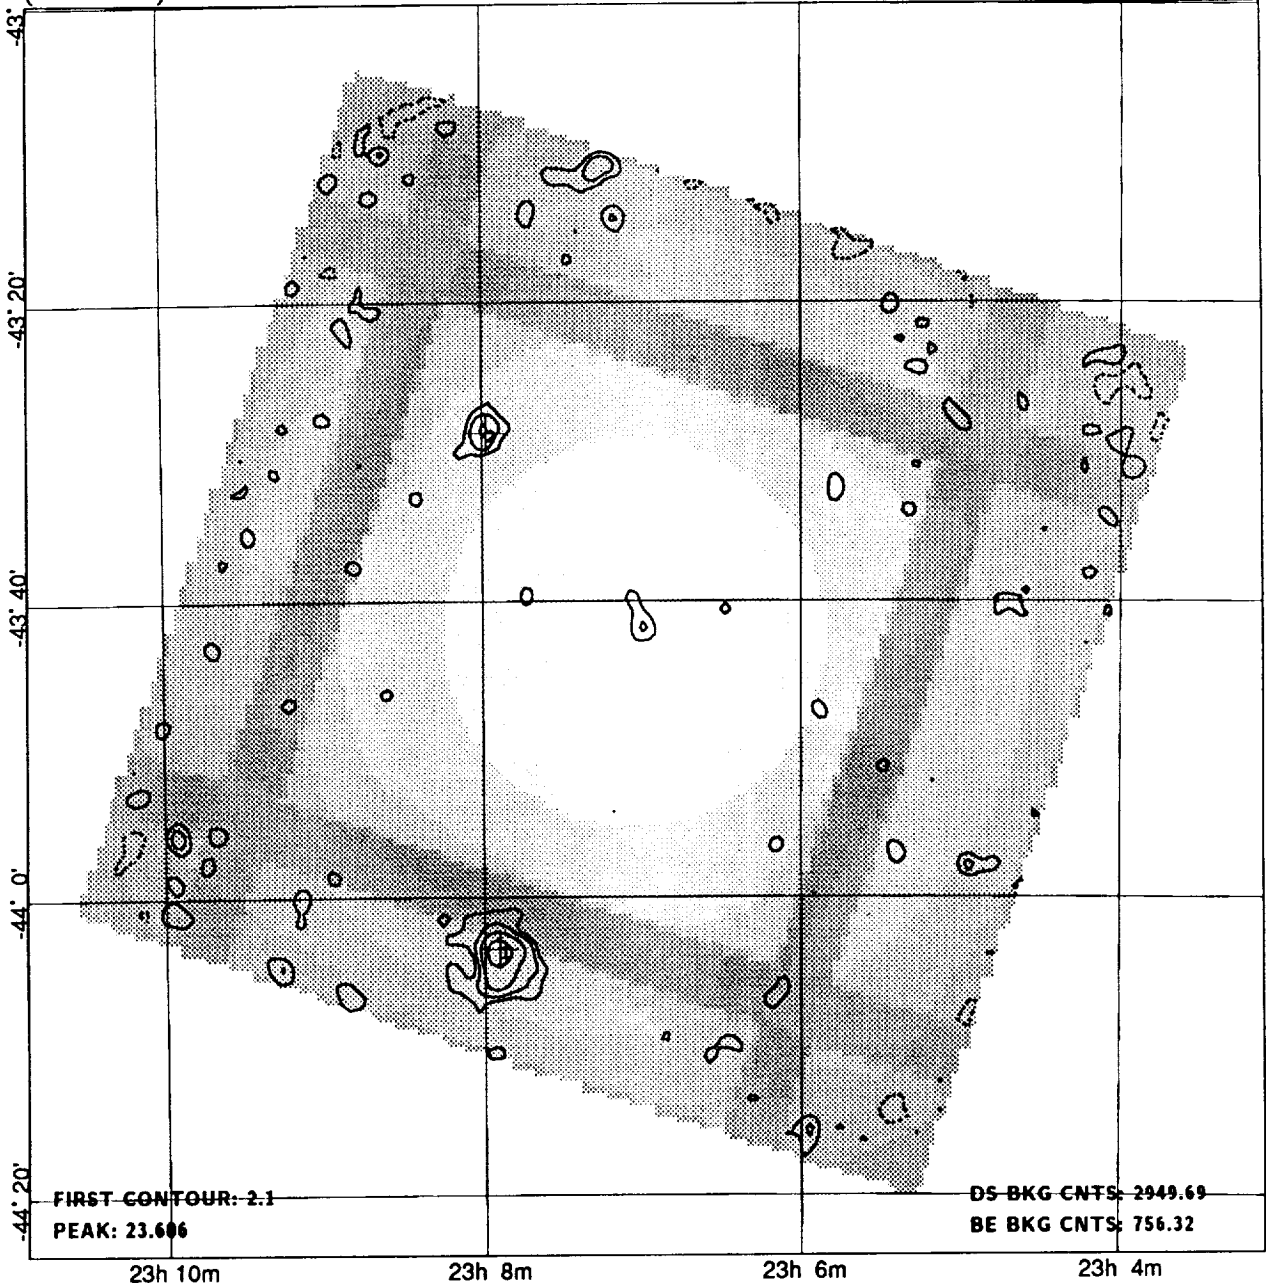 -43°
-43° 20'
-43° 40'
-44° 0'
-44° 20'
FIRST CONTOUR: 2.1
PEAK: 23.606
DS BKG CNTS: 2949.69
BE BKG CNTS: 756.32
23h 10m
23h 8m
23h 6m
23h 4m